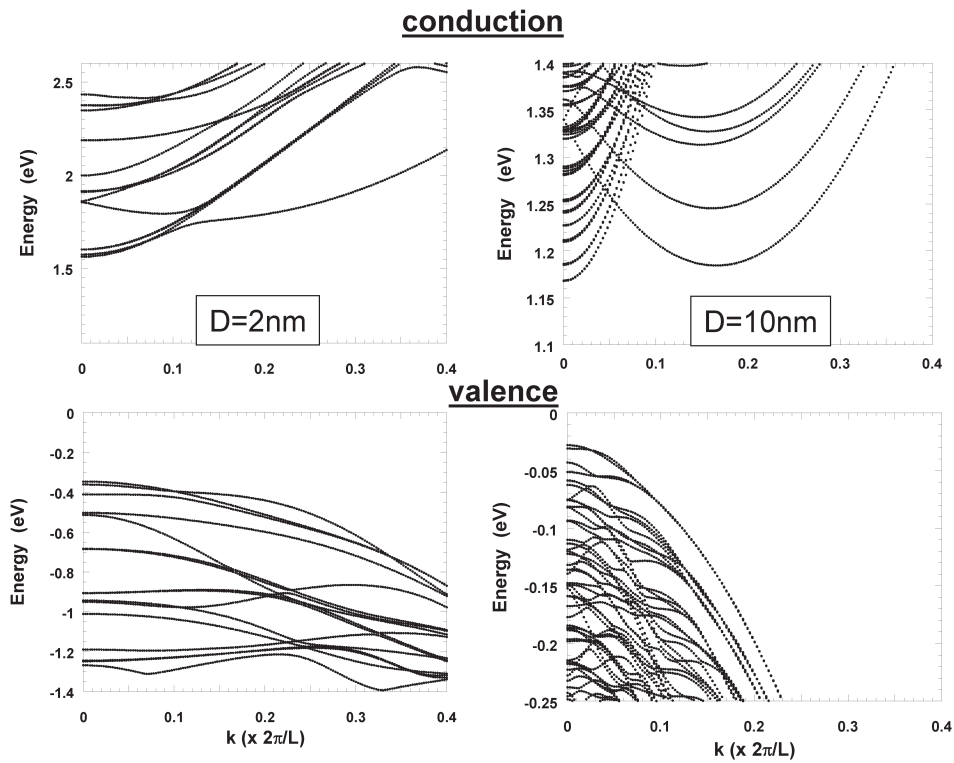 conduction
Energy (eV)
2.5
2
1.5
D=2nm
0 0.1 0.2 0.3 0.4
Energy (eV)
1.4
1.35
1.3
1.25
1.2
1.15
1.1
D=10nm
0 0.1 0.2 0.3 0.4
valence
Energy (eV)
0
-0.2
-0.4
-0.6
-0.8
-1
-1.2
-1.4
0 0.1 0.2 0.3 0.4
k (x 2π/L)
Energy (eV)
0
-0.05
-0.1
-0.15
-0.2
-0.25
0 0.1 0.2 0.3 0.4
k (x 2π/L)